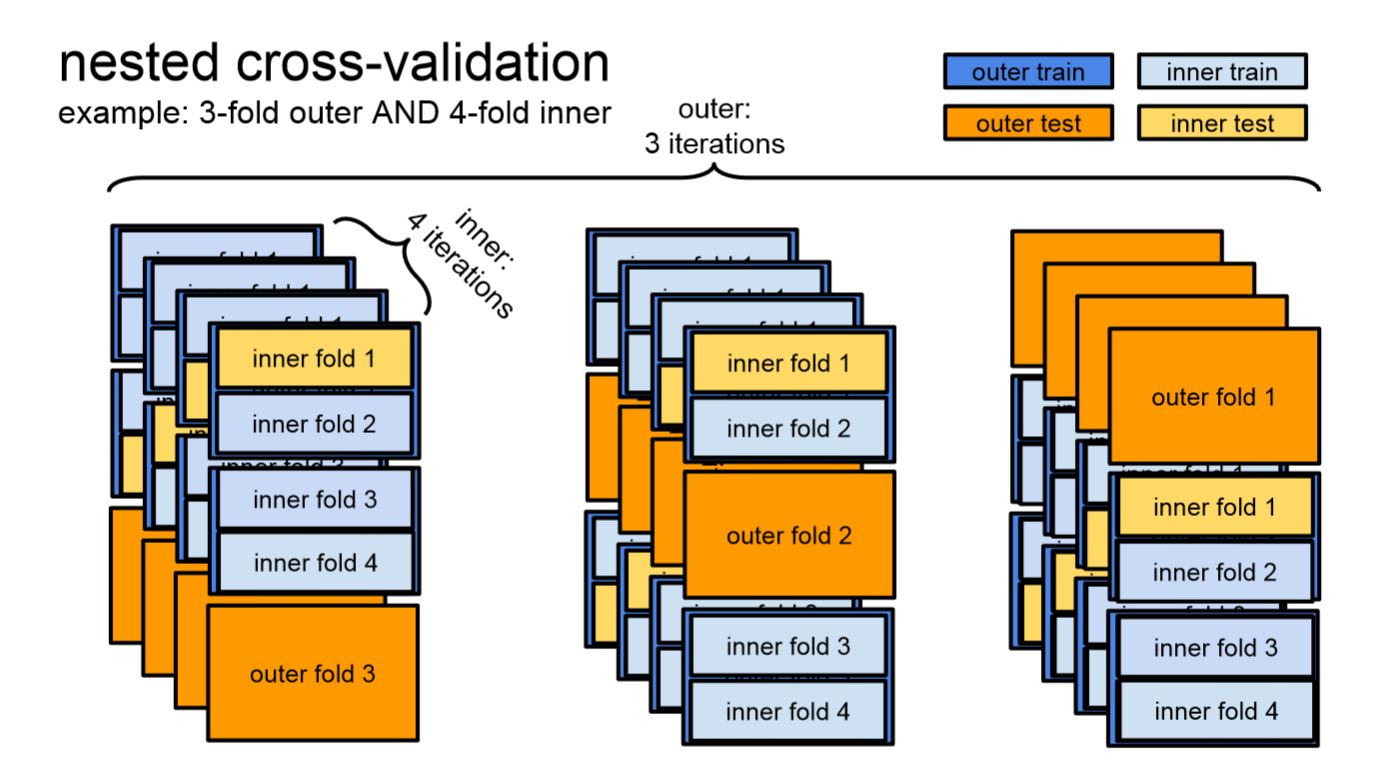 nested cross-validation
example: 3-fold outer AND 4-fold inner
outer train
inner train
outer test
inner test
outer:
3 iterations
inner:
4 iterations
inner fold 1
inner fold 2
inner fold 3
inner fold 4
outer fold 3
inner fold 1
inner fold 2
outer fold 2
inner fold 3
inner fold 4
outer fold 1
inner fold 1
inner fold 2
inner fold 3
inner fold 4